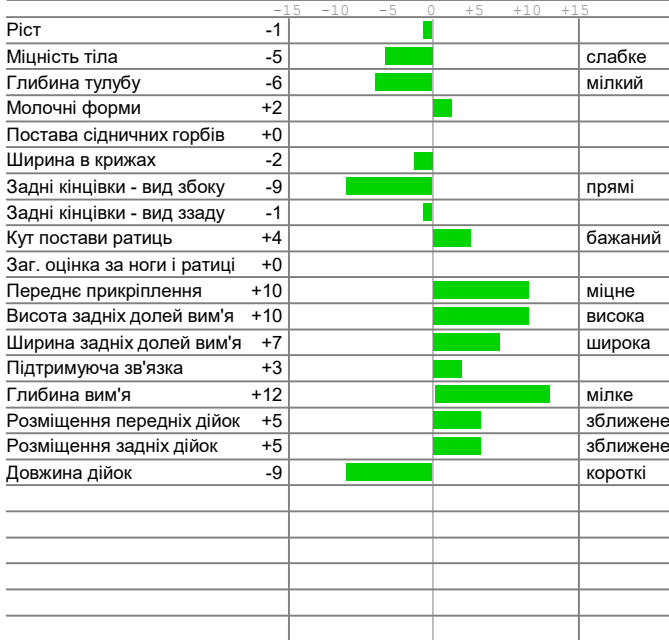 -15 -10 -5 0 +5 +10 +15
Ріст -1
Міцність тіла -5 слабке
Глибина тулубу -6 мілкий
Молочні форми +2
Постава сідничних горбів +0
Ширина в крижах -2
Задні кінцівки - вид збоку -9 прямі
Задні кінцівки - вид ззаду -1
Кут постави ратиць +4 бажаний
Заг. оцінка за ноги і ратиці +0
Переднє прикріплення +10 міцне
Висота задніх долей вим'я +10 висока
Ширина задніх долей вим'я +7 широка
Підтримуюча зв'язка +3
Глибина вим'я +12 мілке
Розміщення передніх дійок +5 зближене
Розміщення задніх дійок +5 зближене
Довжина дійок -9 короткі